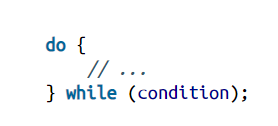 do {
    // ...
} while (condition);